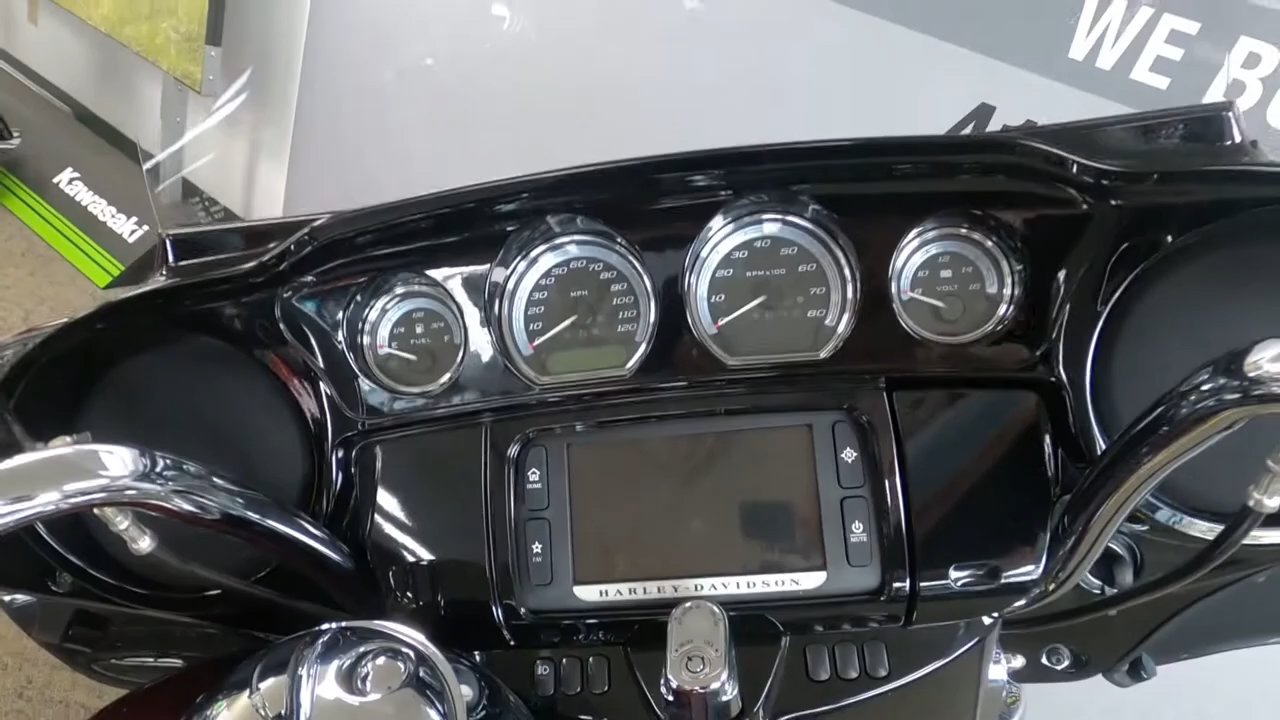 WE B
Kawasaki
1/4 1/2 3/4
E FUEL F
10 20 30 40 50 60 70 80 90 100 110 120
MPH
0 10 20 30 40 50 60 70 80
RPM x100
8 10 12 14 16
VOLT
HOME
FAV
MUTE
HARLEY-DAVIDSON